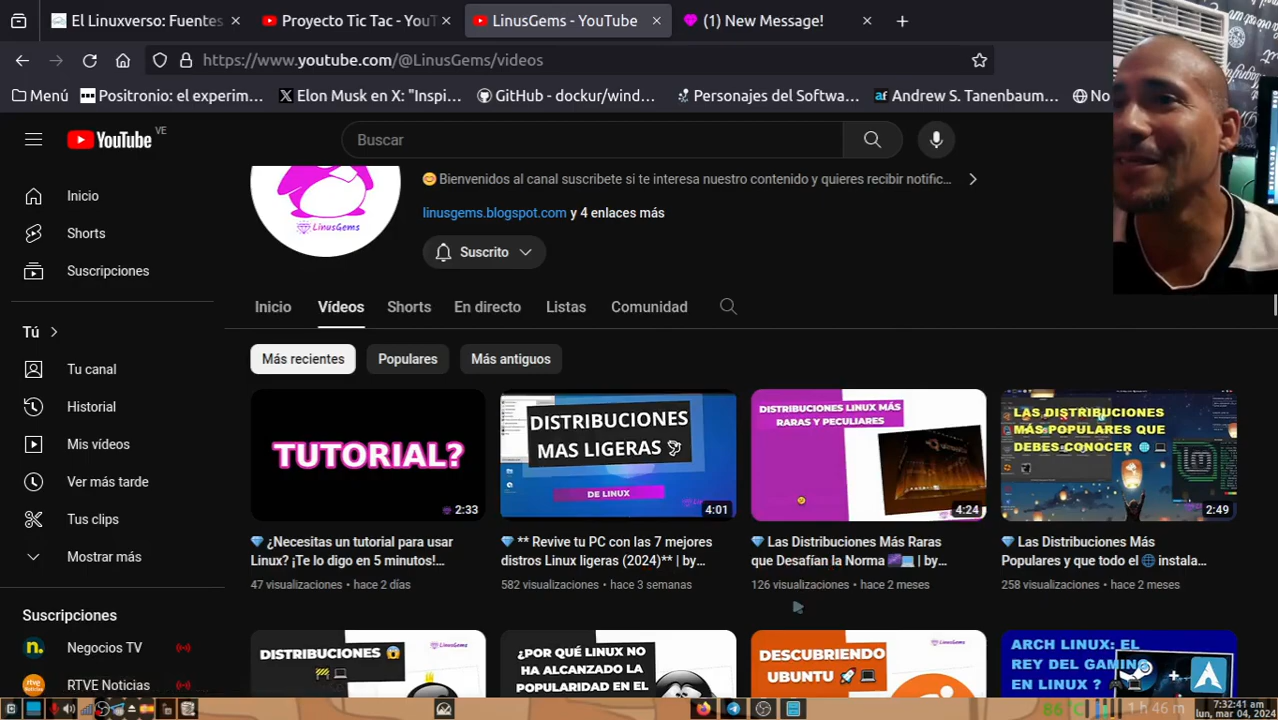 El Linuxverso: Fuentes
Proyecto Tic Tac - YouT
LinusGems - YouTube
(1) New Message!
https://www.youtube.com/@LinusGems/videos
Menú
Positronio: el experim…
Elon Musk en X: "Inspi…
GitHub - dockur/wind…
Personajes del Softwa…
Andrew S. Tanenbaum…
No
YouTube VE
Buscar
Inicio
Shorts
Suscripciones
Tú
Tu canal
Historial
Mis vídeos
Ver más tarde
Tus clips
Mostrar más
Suscripciones
Negocios TV
RTVE Noticias
LinusGems
😊Bienvenidos al canal suscribete si te interesa nuestro contenido y quieres recibir notific…
linusgems.blogspot.com y 4 enlaces más
Suscrito
Inicio
Vídeos
Shorts
En directo
Listas
Comunidad
Más recientes
Populares
Más antiguos
TUTORIAL?
2:33
💎 ¿Necesitas un tutorial para usar
Linux? ¡Te lo digo en 5 minutos!…
47 visualizaciones • hace 2 días
DISTRIBUCIONES
MAS LIGERAS
DE LINUX
4:01
💎 ** Revive tu PC con las 7 mejores
distros Linux ligeras (2024)** | by…
582 visualizaciones • hace 3 semanas
DISTRIBUCIONES LINUX MÁS
RARAS Y PECULIARES
4:24
💎 Las Distribuciones Más Raras
que Desafían la Norma 🌌💻 | by…
126 visualizaciones • hace 2 meses
LAS DISTRIBUCIONES
MÁS POPULARES QUE
DEBES CONOCER
2:49
💎 Las Distribuciones Más
Populares y que todo el 🌐 instala…
258 visualizaciones • hace 2 meses
DISTRIBUCIONES 😱
LinusGems
¿POR QUÉ LINUX NO
HA ALCANZADO LA
POPULARIDAD EN EL
DESCUBRIENDO
UBUNTU 🚀💻
LinusGems
ARCH LINUX: EL
REY DEL GAMING
EN LINUX ?
86°C
1 h 46 m
7:32:41 am
lun, mar 04, 2024